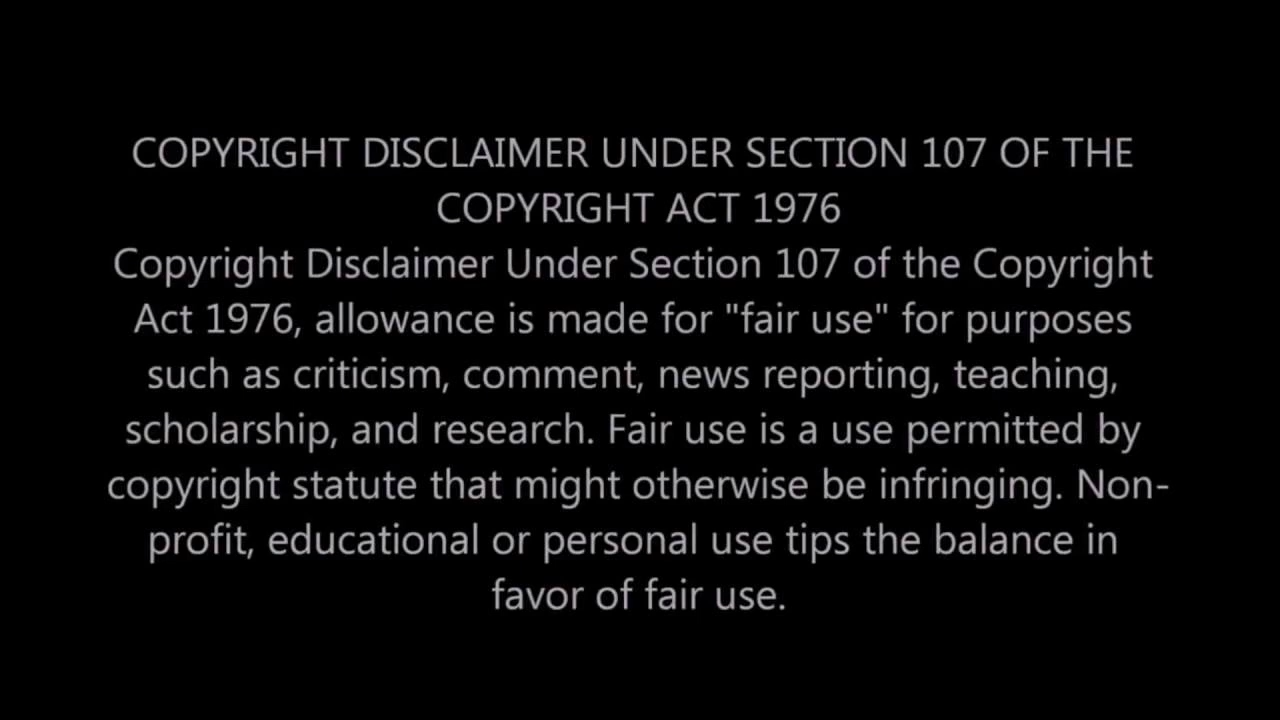 COPYRIGHT DISCLAIMER UNDER SECTION 107 OF THE
COPYRIGHT ACT 1976
Copyright Disclaimer Under Section 107 of the Copyright
Act 1976, allowance is made for "fair use" for purposes
such as criticism, comment, news reporting, teaching,
scholarship, and research. Fair use is a use permitted by
copyright statute that might otherwise be infringing. Non-
profit, educational or personal use tips the balance in
favor of fair use.